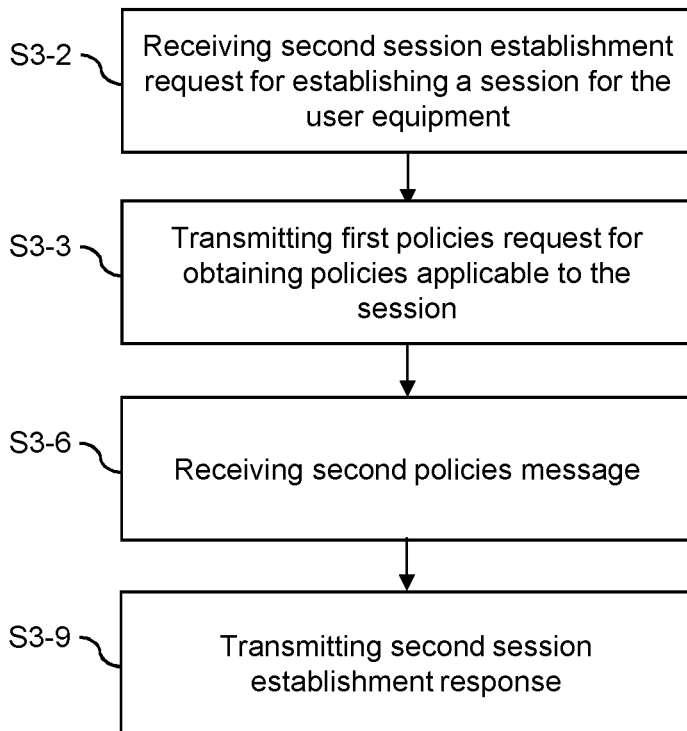 S3-2
Receiving second session establishment
request for establishing a session for the
user equipment
S3-3
Transmitting first policies request for
obtaining policies applicable to the
session
S3-6
Receiving second policies message
S3-9
Transmitting second session
establishment response